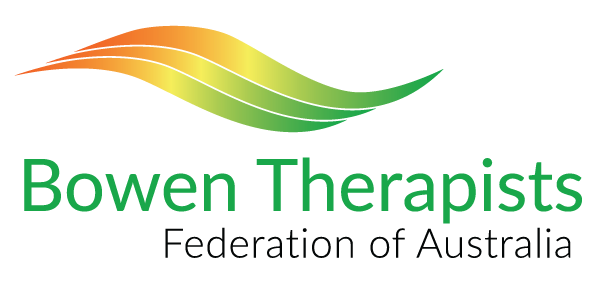 Bowen Therapists
Federation of Australia